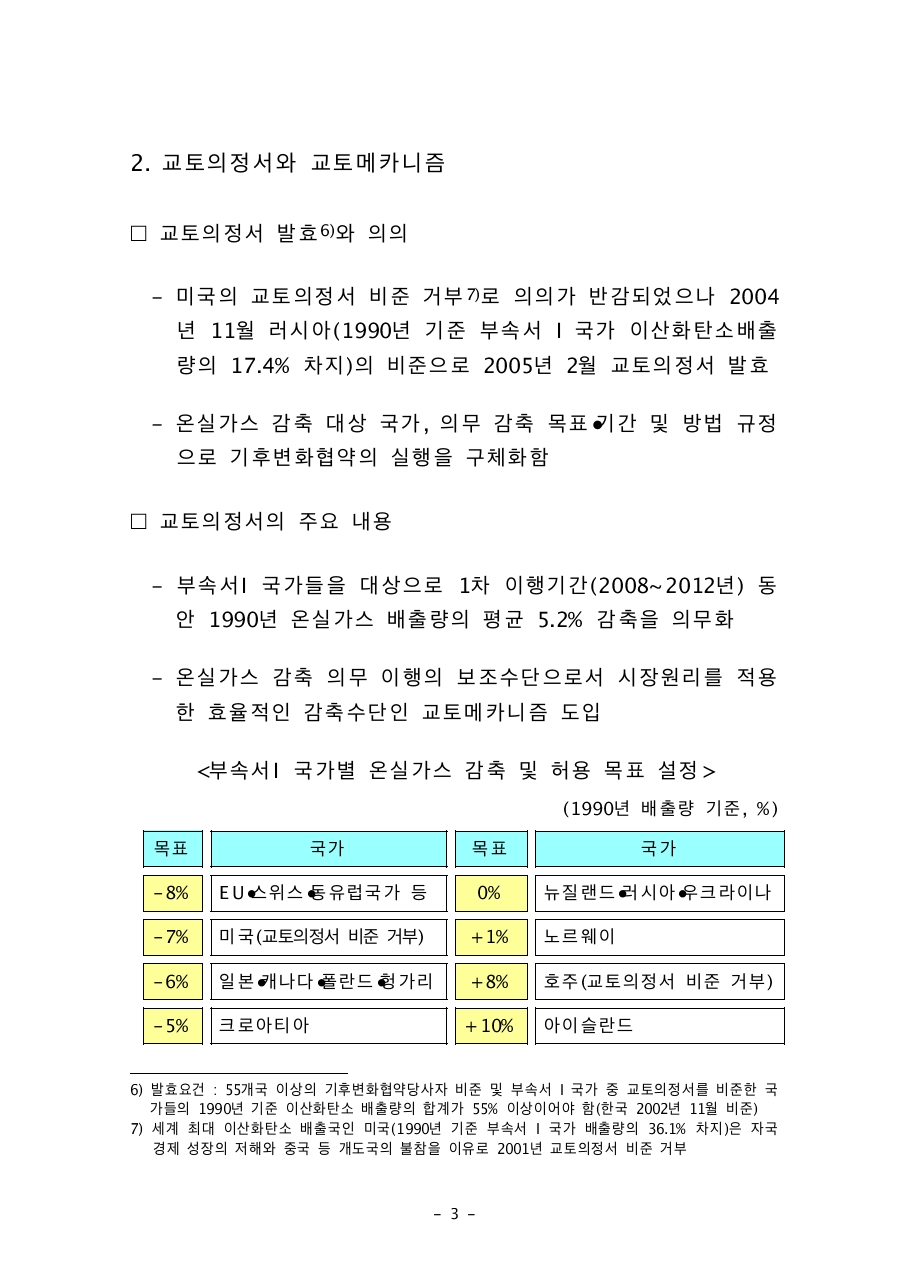 2. 교토의정서와 교토메카니즘
□ 교토의정서 발효6)와 의의
- 미국의 교토의정서 비준 거부7)로 의의가 반감되었으나 2004
년 11월 러시아(1990년 기준 부속서 I 국가 이산화탄소배출
량의 17.4% 차지)의 비준으로 2005년 2월 교토의정서 발효
- 온실가스 감축 대상 국가, 의무 감축 목표•기간 및 방법 규정
으로 기후변화협약의 실행을 구체화함
□ 교토의정서의 주요 내용
- 부속서I 국가들을 대상으로 1차 이행기간(2008~2012년) 동
안 1990년 온실가스 배출량의 평균 5.2% 감축을 의무화
- 온실가스 감축 의무 이행의 보조수단으로서 시장원리를 적용
한 효율적인 감축수단인 교토메카니즘 도입
<부속서I 국가별 온실가스 감축 및 허용 목표 설정>
(1990년 배출량 기준, %)
목표 국가 목표 국가
-8% EU•스위스•동유럽국가 등 0% 뉴질랜드•러시아•우크라이나
-7% 미국(교토의정서 비준 거부) +1% 노르웨이
-6% 일본•캐나다•폴란드•헝가리 +8% 호주(교토의정서 비준 거부)
-5% 크로아티아 +10% 아이슬란드
6) 발효요건 : 55개국 이상의 기후변화협약당사자 비준 및 부속서 I 국가 중 교토의정서를 비준한 국
가들의 1990년 기준 이산화탄소 배출량의 합계가 55% 이상이어야 함(한국 2002년 11월 비준)
7) 세계 최대 이산화탄소 배출국인 미국(1990년 기준 부속서 I 국가 배출량의 36.1% 차지)은 자국
경제 성장의 저해와 중국 등 개도국의 불참을 이유로 2001년 교토의정서 비준 거부
- 3 -